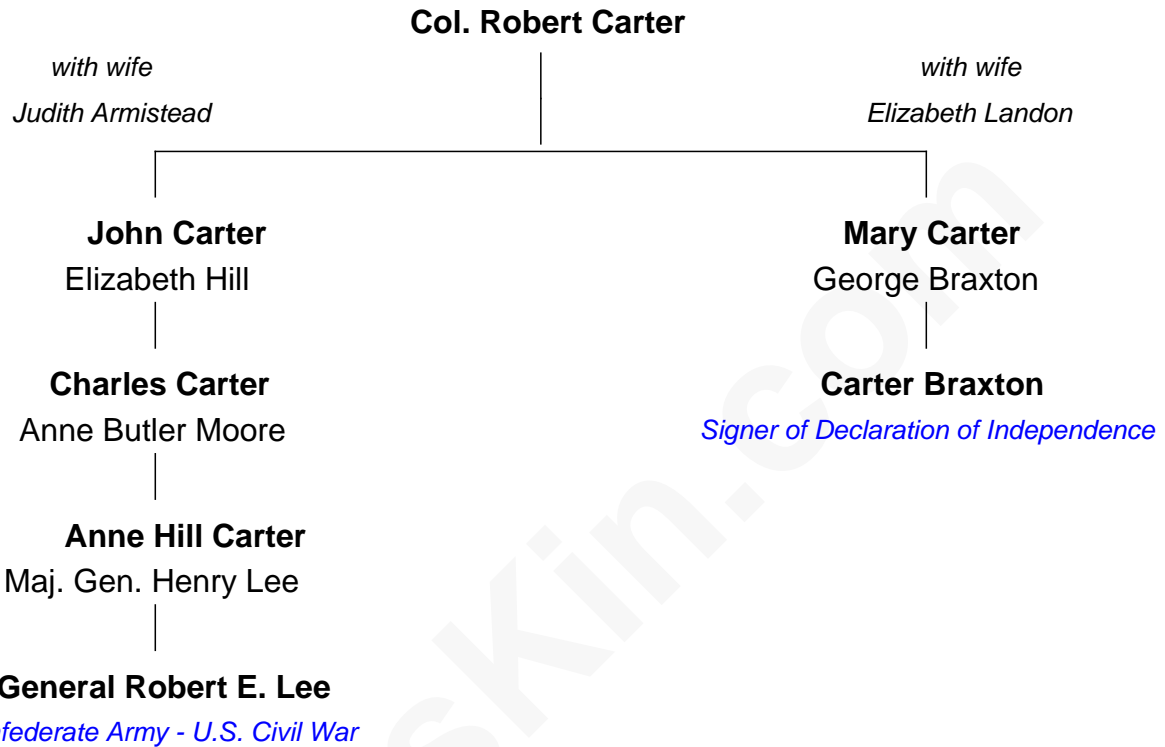 Col. Robert Carter
with wife
with wife
Judith Armistead
Elizabeth Landon
John Carter
Mary Carter
Elizabeth Hill
George Braxton
Charles Carter
Carter Braxton
Anne Butler Moore
Signer of Declaration of Independence
Anne Hill Carter
Maj. Gen. Henry Lee
General Robert E. Lee
Army - U.S. Civil War
sKin.com